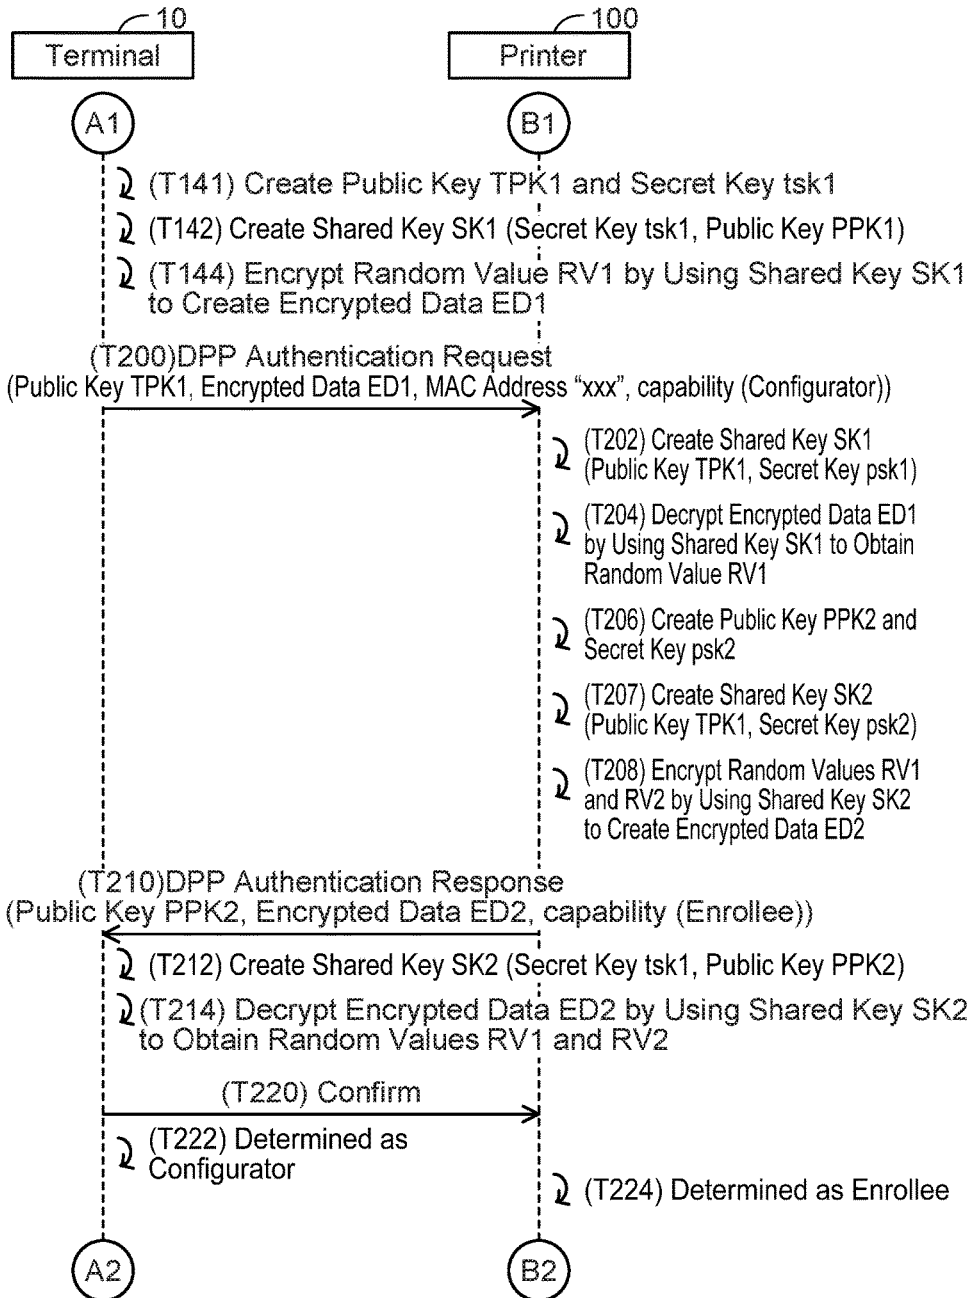 10
100
Terminal
Printer
A1
B1
(T141) Create Public Key TPK1 and Secret Key tsk1
(T142) Create Shared Key SK1 (Secret Key tsk1, Public Key PPK1)
(T144) Encrypt Random Value RV1 by Using Shared Key SK1
to Create Encrypted Data ED1
(T200)DPP Authentication Request
(Public Key TPK1, Encrypted Data ED1, MAC Address “xxx”, capability (Configurator))
(T202) Create Shared Key SK1
(Public Key TPK1, Secret Key psk1)
(T204) Decrypt Encrypted Data ED1
by Using Shared Key SK1 to Obtain
Random Value RV1
(T206) Create Public Key PPK2 and
Secret Key psk2
(T207) Create Shared Key SK2
(Public Key TPK1, Secret Key psk2)
(T208) Encrypt Random Values RV1
and RV2 by Using Shared Key SK2
to Create Encrypted Data ED2
(T210)DPP Authentication Response
(Public Key PPK2, Encrypted Data ED2, capability (Enrollee))
(T212) Create Shared Key SK2 (Secret Key tsk1, Public Key PPK2)
(T214) Decrypt Encrypted Data ED2 by Using Shared Key SK2
to Obtain Random Values RV1 and RV2
(T220) Confirm
(T222) Determined as
Configurator
(T224) Determined as Enrollee
A2
B2